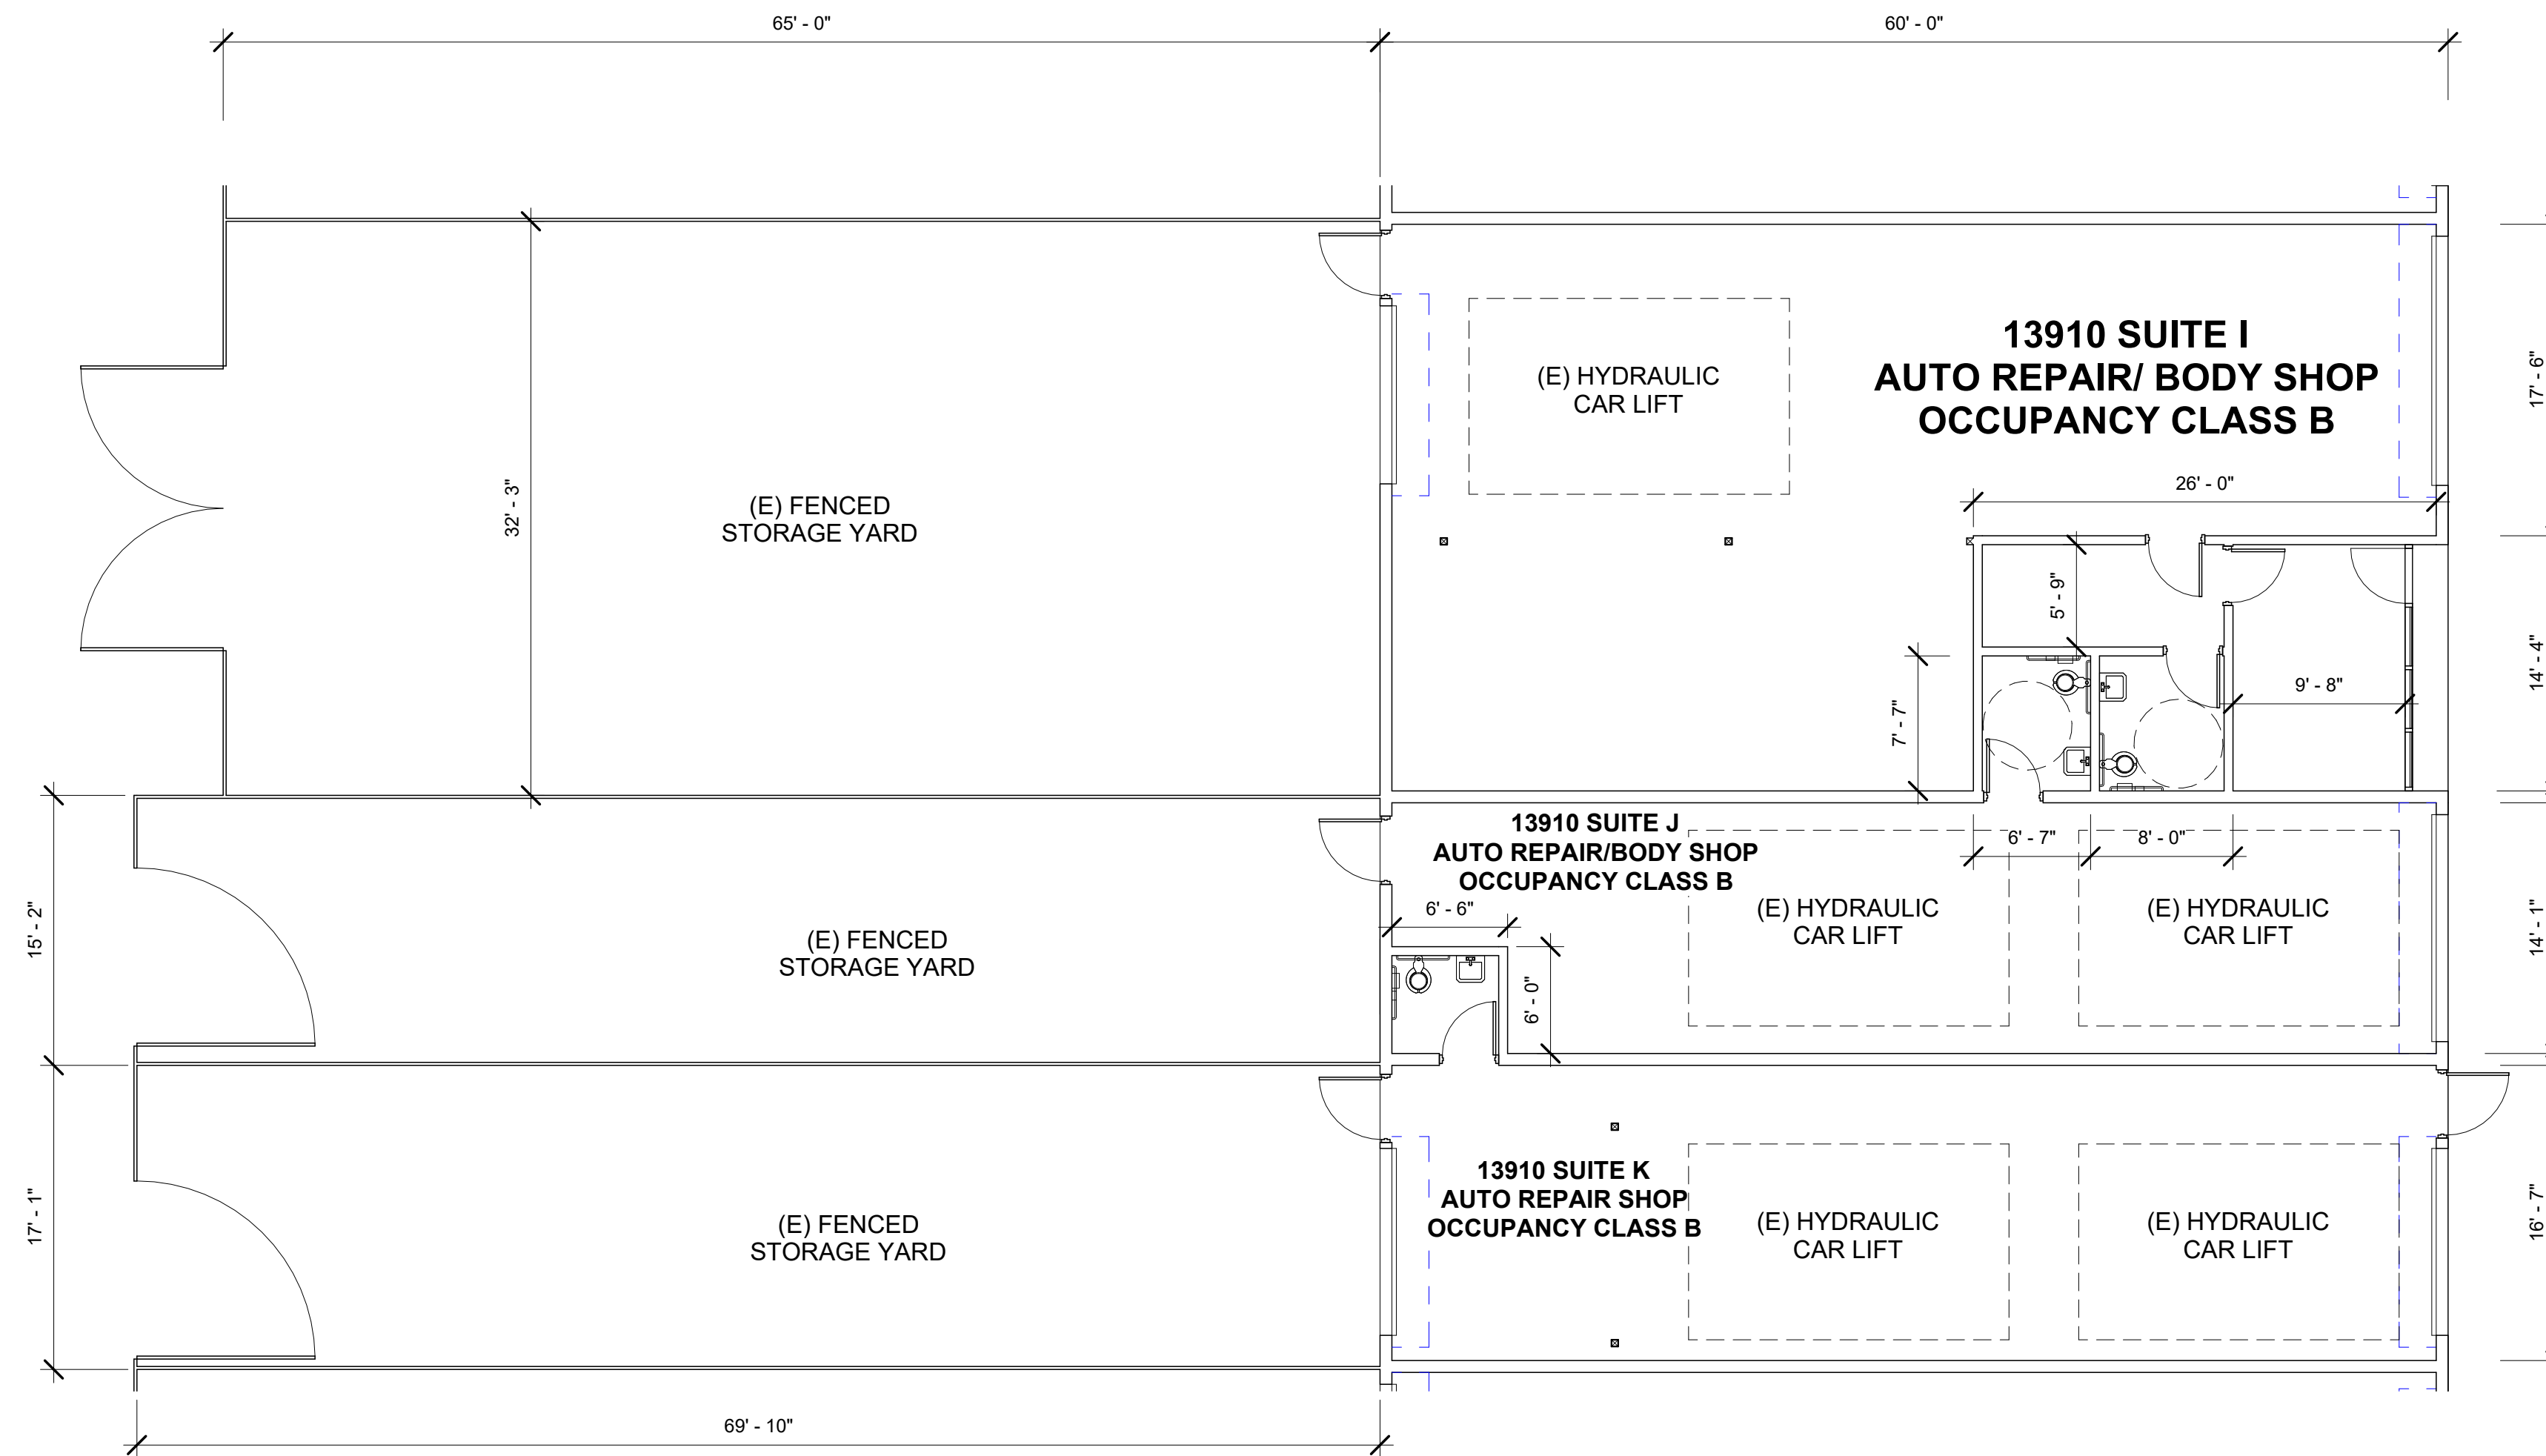 65' - 0"
60' - 0"
13910 SUITE I
AUTO REPAIR/ BODY SHOP
OCCUPANCY CLASS B
(E) HYDRAULIC
CAR LIFT
17' - 6"
26' - 0"
(E) FENCED
STORAGE YARD
32' - 3"
5' - 9"
14' - 4"
9' - 8"
7' - 7"
13910 SUITE J
AUTO REPAIR/BODY SHOP
OCCUPANCY CLASS B
6' - 7"
8' - 0"
6' - 6"
(E) HYDRAULIC
CAR LIFT
(E) HYDRAULIC
CAR LIFT
15' - 2"
(E) FENCED
STORAGE YARD
14' - 1"
6' - 0"
13910 SUITE K
AUTO REPAIR SHOP
OCCUPANCY CLASS B
(E) HYDRAULIC
CAR LIFT
(E) HYDRAULIC
CAR LIFT
17' - 1"
(E) FENCED
STORAGE YARD
16' - 7"
69' - 10"